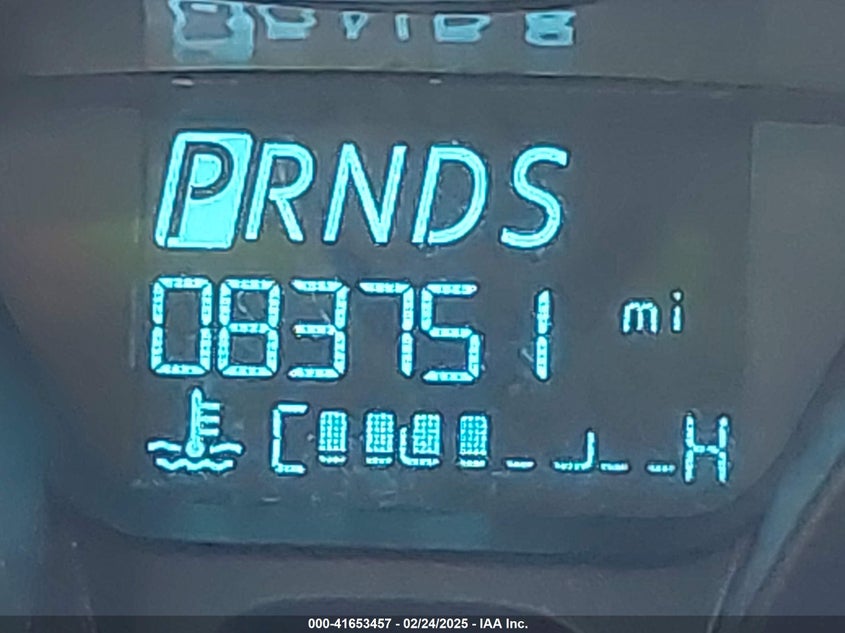 PRNDS
083751 mi
C H
000-41653457 - 02/24/2025 - IAA Inc.